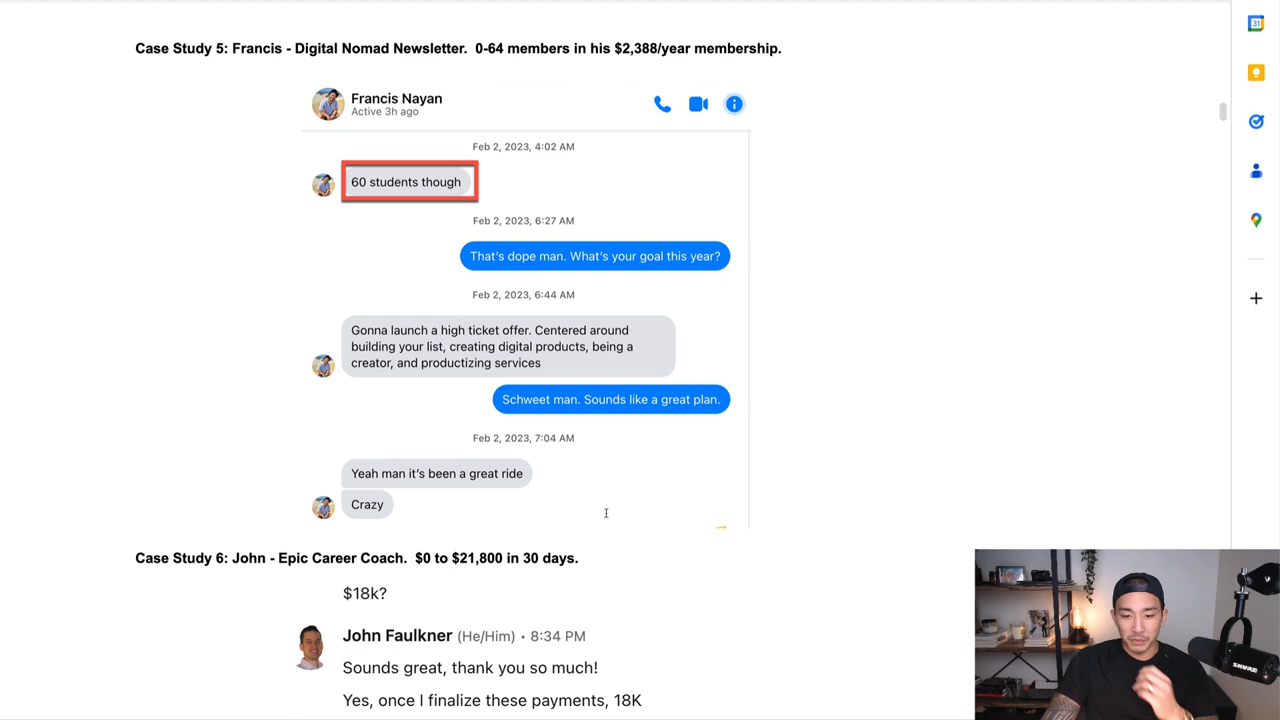 Case Study 5: Francis - Digital Nomad Newsletter.  0-64 members in his $2,388/year membership.
Francis Nayan
Active 3h ago
Feb 2, 2023, 4:02 AM
60 students though
Feb 2, 2023, 6:27 AM
That's dope man. What's your goal this year?
Feb 2, 2023, 6:44 AM
Gonna launch a high ticket offer. Centered around
building your list, creating digital products, being a
creator, and productizing services
Schweet man. Sounds like a great plan.
Feb 2, 2023, 7:04 AM
Yeah man it's been a great ride
Crazy
Case Study 6: John - Epic Career Coach.  $0 to $21,800 in 30 days.
$18k?
John Faulkner (He/Him) • 8:34 PM
Sounds great, thank you so much!
Yes, once I finalize these payments, 18K
31
SHURE